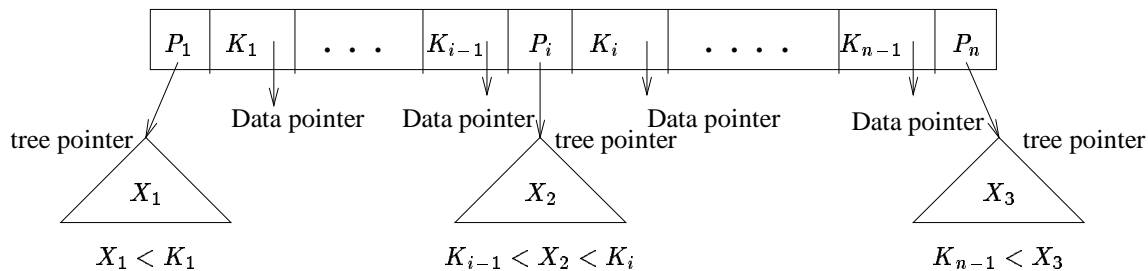 P₁ K₁ . . . Kᵢ₋₁ Pᵢ Kᵢ . . . . Kₙ₋₁ Pₙ
Data pointer Data pointer Data pointer Data pointer
tree pointer tree pointer tree pointer
X₁ X₂ X₃
X₁ < K₁ Kᵢ₋₁ < X₂ < Kᵢ Kₙ₋₁ < X₃